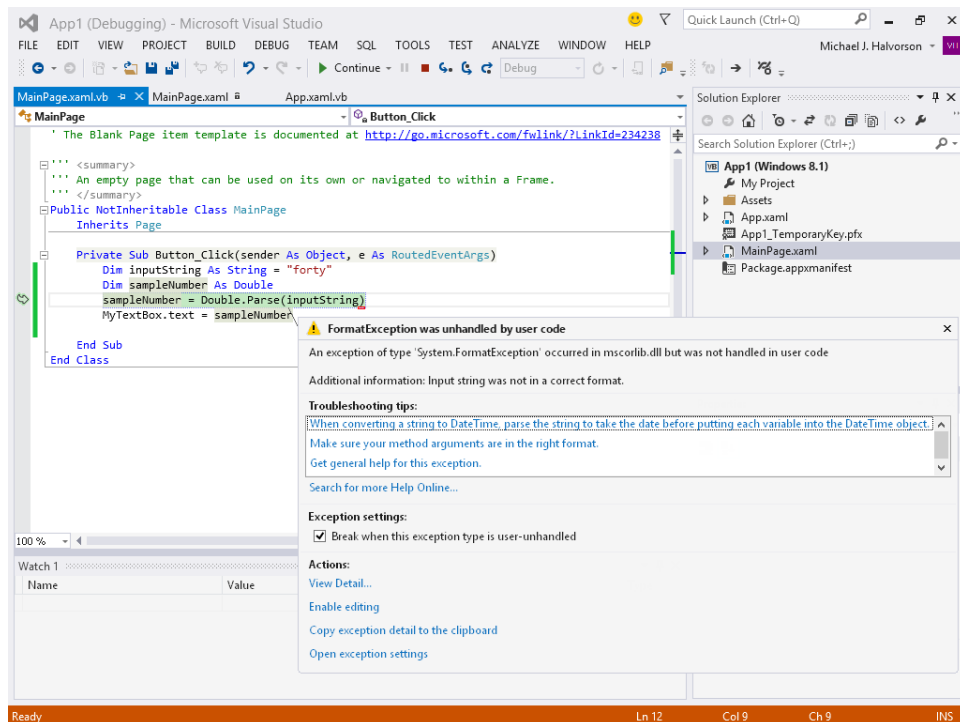 App1 (Debugging) - Microsoft Visual Studio
Quick Launch (Ctrl+Q)
FILE EDIT VIEW PROJECT BUILD DEBUG TEAM SQL TOOLS TEST ANALYZE WINDOW HELP
Michael J. Halvorson
Continue
Debug
MainPage.xaml.vb MainPage.xaml App.xaml.vb
MainPage
Button_Click
' The Blank Page item template is documented at http://go.microsoft.com/fwlink/?LinkId=234238
''' <summary>
''' An empty page that can be used on its own or navigated to within a Frame.
''' </summary>
Public NotInheritable Class MainPage
Inherits Page
Private Sub Button_Click(sender As Object, e As RoutedEventArgs)
Dim inputString As String = "forty"
Dim sampleNumber As Double
sampleNumber = Double.Parse(inputString)
MyTextBox.text = sampleNumber
End Sub
End Class
Solution Explorer
Search Solution Explorer (Ctrl+;)
VB App1 (Windows 8.1)
My Project
Assets
App.xaml
App1_TemporaryKey.pfx
MainPage.xaml
Package.appxmanifest
FormatException was unhandled by user code
An exception of type 'System.FormatException' occurred in mscorlib.dll but was not handled in user code
Additional information: Input string was not in a correct format.
Troubleshooting tips:
When converting a string to DateTime, parse the string to take the date before putting each variable into the DateTime object.
Make sure your method arguments are in the right format.
Get general help for this exception.
Search for more Help Online...
Exception settings:
Break when this exception type is user-unhandled
Actions:
View Detail...
Enable editing
Copy exception detail to the clipboard
Open exception settings
100 %
Watch 1
Name Value
Ready Ln 12 Col 9 Ch 9 INS